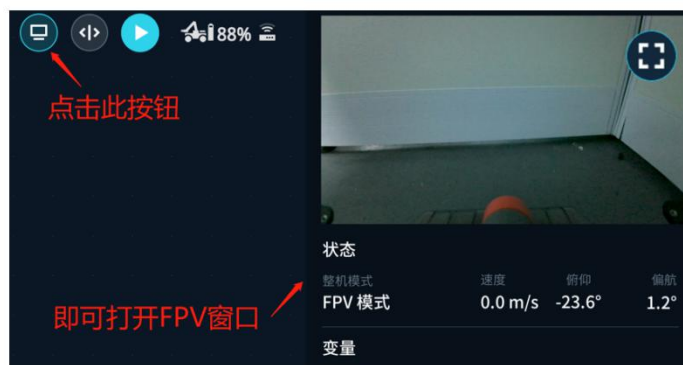 88%
点击此按钮
状态
整机模式 速度 俯仰 偏航
FPV 模式 0.0 m/s -23.6° 1.2°
即可打开FPV窗口
变量